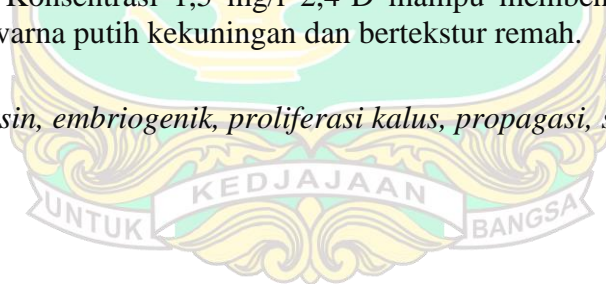 Konsentrasi 1,5 mg/l 2,4-D mampu memben
warna putih kekuningan dan bertekstur remah.
sin, embriogenik, proliferasi kalus, propagasi, s
UNTUK KEDJAJAAN BANGSA